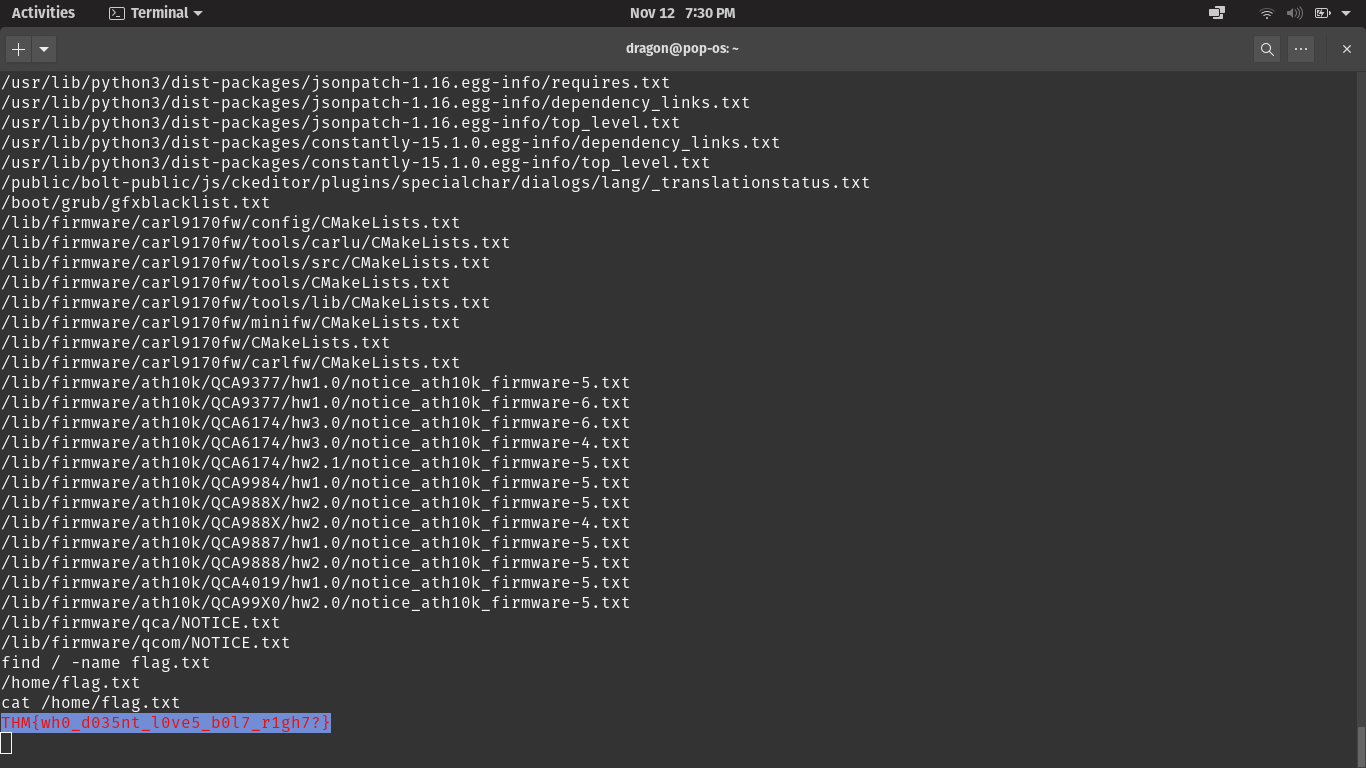 Activities Terminal Nov 12 7:30 PM
dragon@pop-os: ~
/usr/lib/python3/dist-packages/jsonpatch-1.16.egg-info/requires.txt
/usr/lib/python3/dist-packages/jsonpatch-1.16.egg-info/dependency_links.txt
/usr/lib/python3/dist-packages/jsonpatch-1.16.egg-info/top_level.txt
/usr/lib/python3/dist-packages/constantly-15.1.0.egg-info/dependency_links.txt
/usr/lib/python3/dist-packages/constantly-15.1.0.egg-info/top_level.txt
/public/bolt-public/js/ckeditor/plugins/specialchar/dialogs/lang/_translationstatus.txt
/boot/grub/gfxblacklist.txt
/lib/firmware/carl9170fw/config/CMakeLists.txt
/lib/firmware/carl9170fw/tools/carlu/CMakeLists.txt
/lib/firmware/carl9170fw/tools/src/CMakeLists.txt
/lib/firmware/carl9170fw/tools/CMakeLists.txt
/lib/firmware/carl9170fw/tools/lib/CMakeLists.txt
/lib/firmware/carl9170fw/minifw/CMakeLists.txt
/lib/firmware/carl9170fw/CMakeLists.txt
/lib/firmware/carl9170fw/carlfw/CMakeLists.txt
/lib/firmware/ath10k/QCA9377/hw1.0/notice_ath10k_firmware-5.txt
/lib/firmware/ath10k/QCA9377/hw1.0/notice_ath10k_firmware-6.txt
/lib/firmware/ath10k/QCA6174/hw3.0/notice_ath10k_firmware-6.txt
/lib/firmware/ath10k/QCA6174/hw3.0/notice_ath10k_firmware-4.txt
/lib/firmware/ath10k/QCA6174/hw2.1/notice_ath10k_firmware-5.txt
/lib/firmware/ath10k/QCA9984/hw1.0/notice_ath10k_firmware-5.txt
/lib/firmware/ath10k/QCA988X/hw2.0/notice_ath10k_firmware-5.txt
/lib/firmware/ath10k/QCA988X/hw2.0/notice_ath10k_firmware-4.txt
/lib/firmware/ath10k/QCA9887/hw1.0/notice_ath10k_firmware-5.txt
/lib/firmware/ath10k/QCA9888/hw2.0/notice_ath10k_firmware-5.txt
/lib/firmware/ath10k/QCA4019/hw1.0/notice_ath10k_firmware-5.txt
/lib/firmware/ath10k/QCA99X0/hw2.0/notice_ath10k_firmware-5.txt
/lib/firmware/qca/NOTICE.txt
/lib/firmware/qcom/NOTICE.txt
find / -name flag.txt
/home/flag.txt
cat /home/flag.txt
THM{wh0_d035nt_l0ve5_b0l7_r1gh7?}